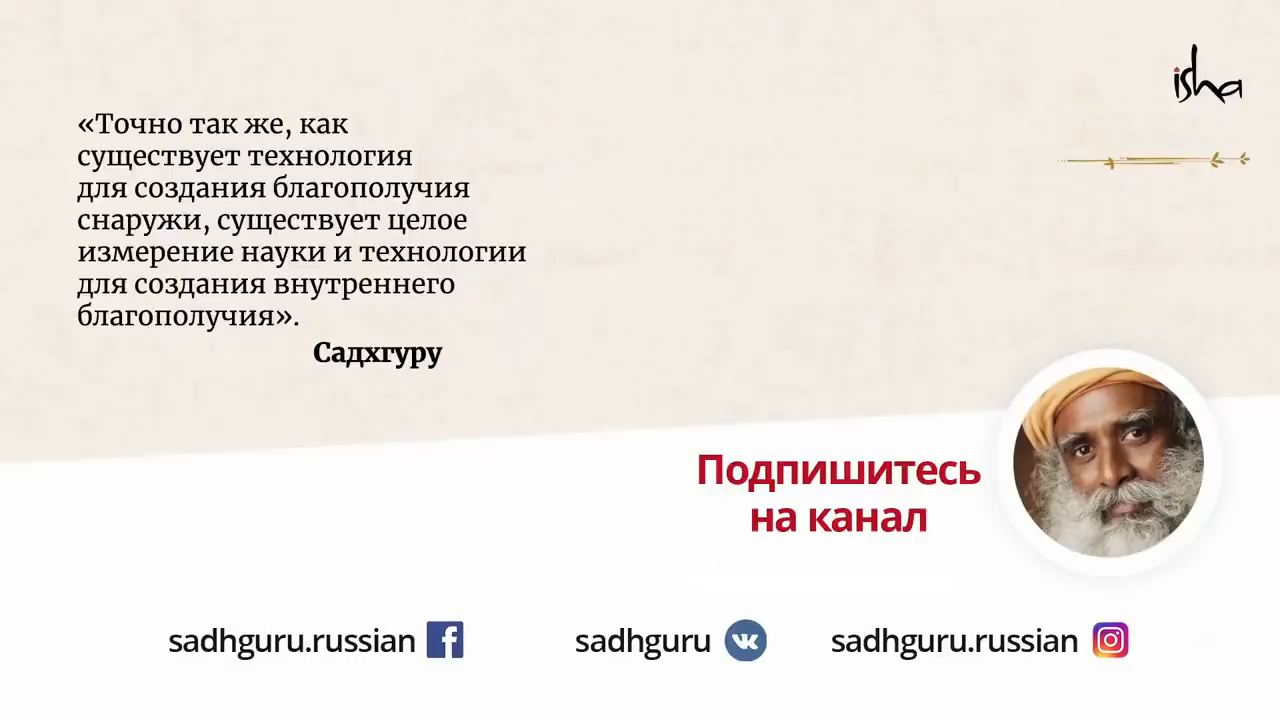 isha
«Точно так же, как
существует технология
для создания благополучия
снаружи, существует целое
измерение науки и технологии
для создания внутреннего
благополучия».
Садхгуру
Подпишитесь
на канал
sadhguru.russian
sadhguru
sadhguru.russian